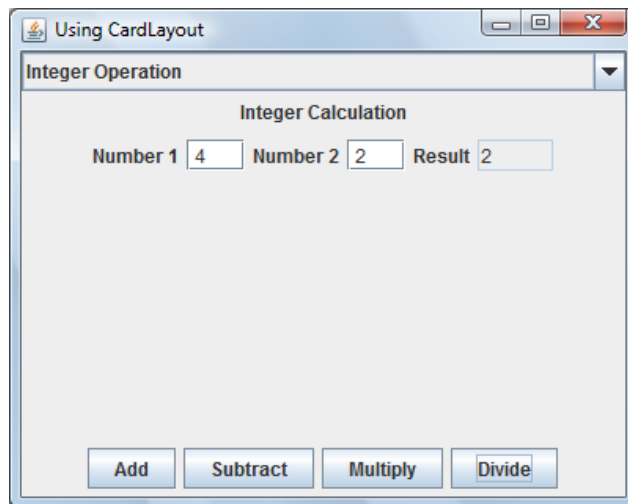 Using CardLayout
Integer Operation
Integer Calculation
Number 1 4 Number 2 2 Result 2
Add Subtract Multiply Divide